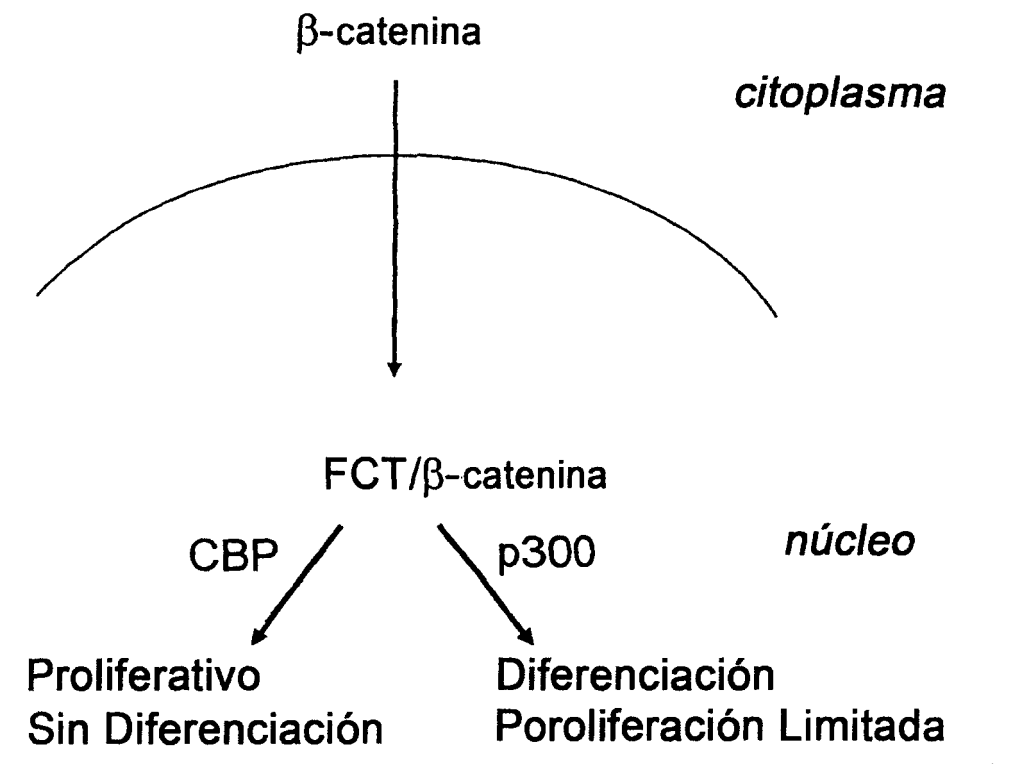 β-catenina
citoplasma
FCT/β-catenina
CBP
p300
núcleo
Proliferativo
Sin Diferenciación
Diferenciación
Poroliferación Limitada